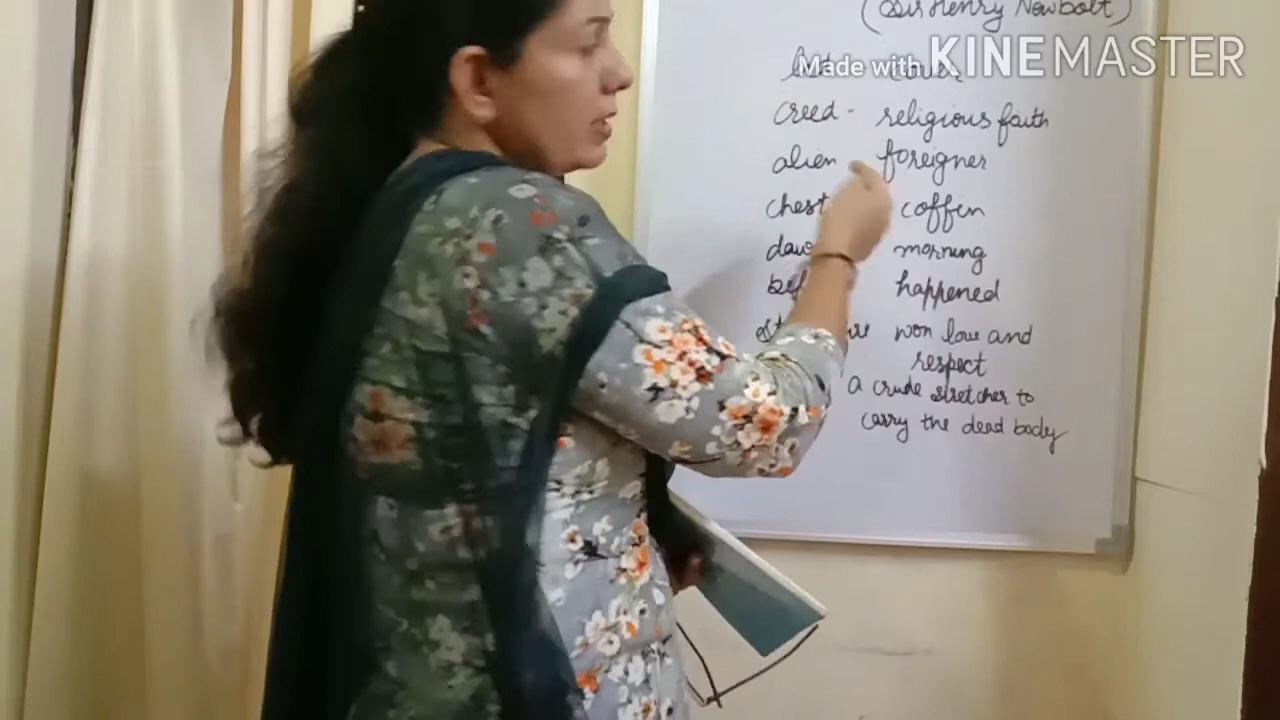 (Sir Henry Newbolt)
Made with KINEMASTER
creed - religious faith
alien - foreigner
chest coffin
morning
happened
won love and
respect
A crude stretcher to
carry the dead body